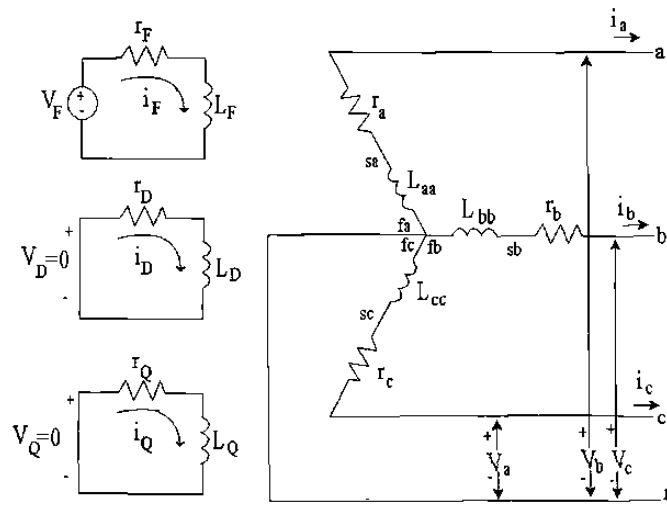 r_F
V_F
+
-
i_F
L_F
r_D
+
V_D=0
-
i_D
L_D
r_Q
+
V_Q=0
-
i_Q
L_Q
i_a
a
r_a
sa
L_aa
fa
fc
fb
L_bb
sb
r_b
i_b
b
sc
L_cc
r_c
i_c
c
+
V_a
-
+
V_b
-
+
V_c
-